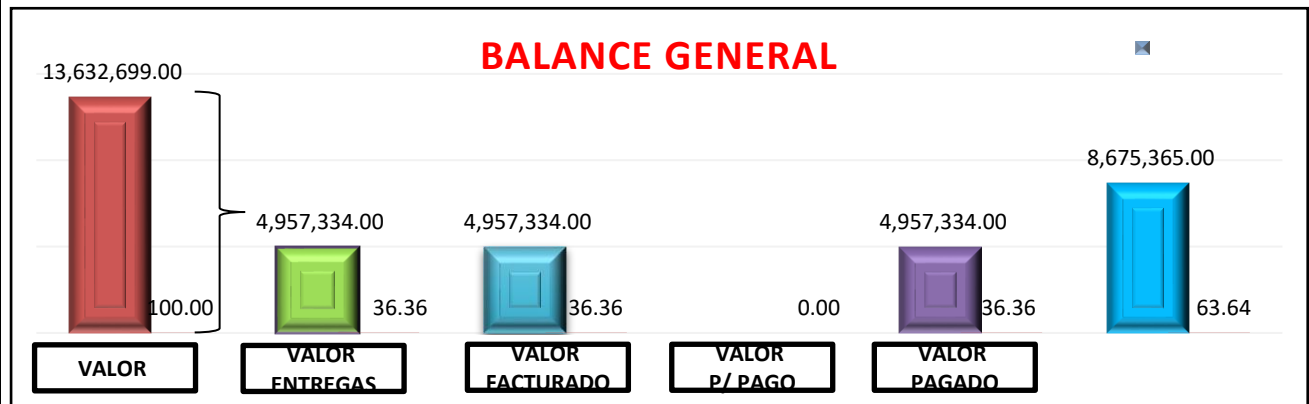 BALANCE GENERAL
13,632,699.00
8,675,365.00
4,957,334.00 4,957,334.00 4,957,334.00
100.00 36.36 36.36 0.00 36.36 63.64
VALOR
VALOR
ENTREGAS
VALOR
FACTURADO
VALOR
P/ PAGO
VALOR
PAGADO